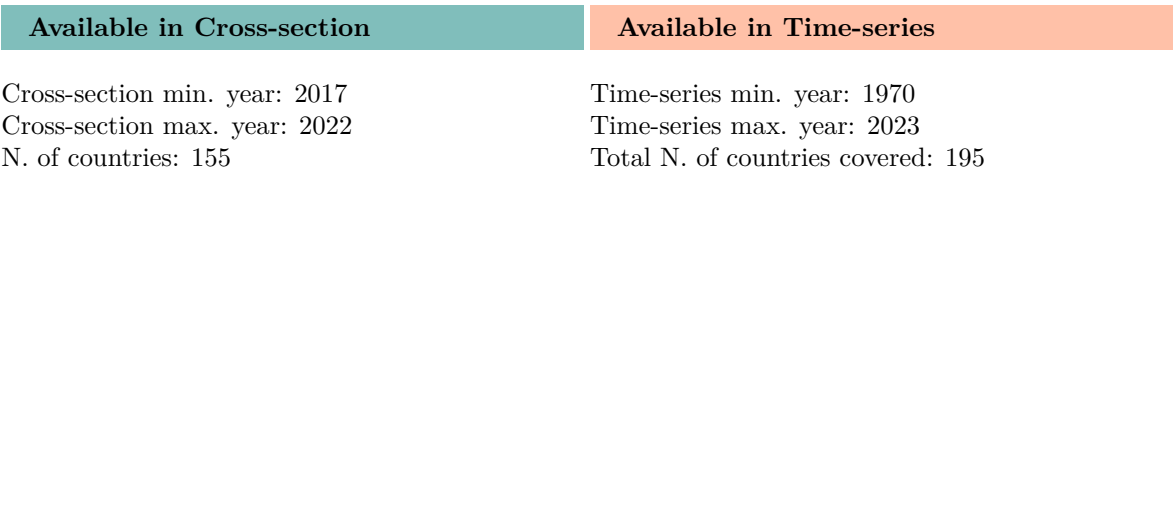 Available in Cross-section
Cross-section min. year: 2017
Cross-section max. year: 2022
N. of countries: 155
Available in Time-series
Time-series min. year: 1970
Time-series max. year: 2023
Total N. of countries covered: 195